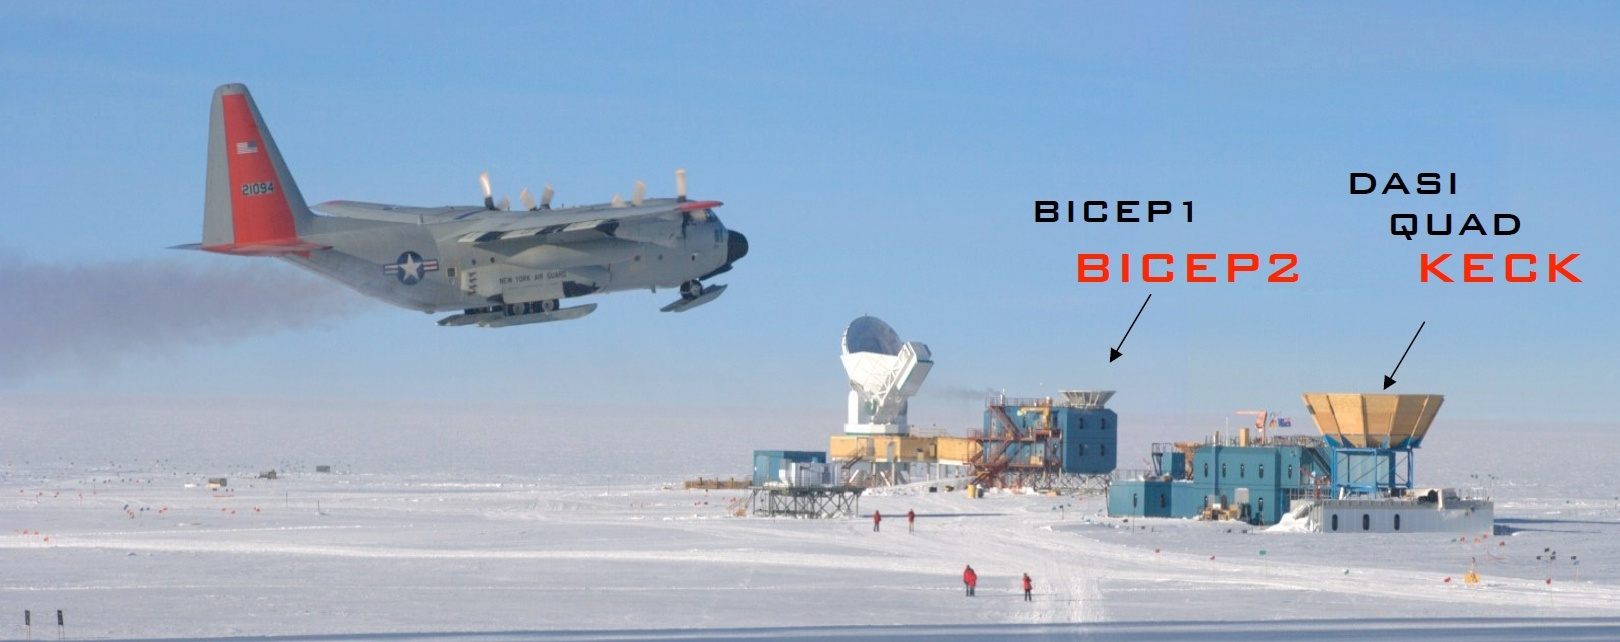 21094
NEW YORK AIR GUARD
BICEP1
BICEP2
DASI
QUAD
KECK